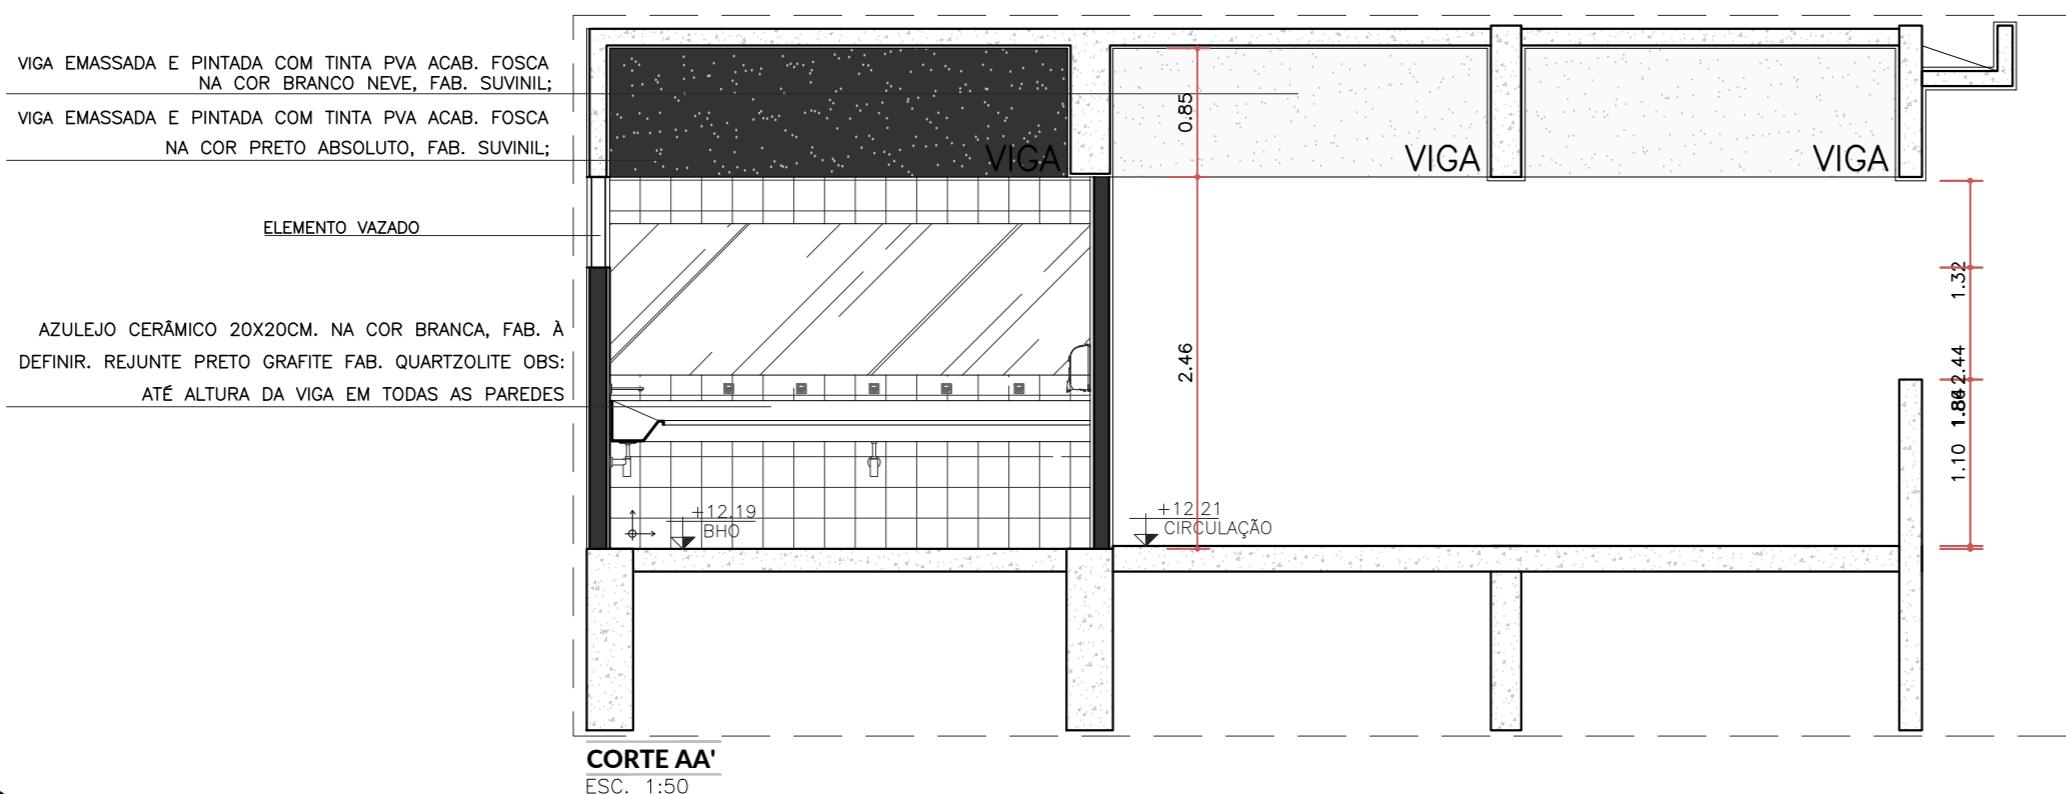 VIGA EMASSADA E PINTADA COM TINTA PVA ACAB. FOSCA
NA COR BRANCO NEVE, FAB. SUVINIL;
VIGA EMASSADA E PINTADA COM TINTA PVA ACAB. FOSCA
NA COR PRETO ABSOLUTO, FAB. SUVINIL;
ELEMENTO VAZADO
AZULEJO CERÂMICO 20X20CM. NA COR BRANCA, FAB. À
DEFINIR. REJUNTE PRETO GRAFITE FAB. QUARTZOLITE OBS:
ATÉ ALTURA DA VIGA EM TODAS AS PAREDES
VIGA
VIGA
VIGA
0.85
2.46
+12.19
BHO
+12.21
CIRCULAÇÃO
1.32
2.44
1.10
CORTE AA'
ESC. 1:50